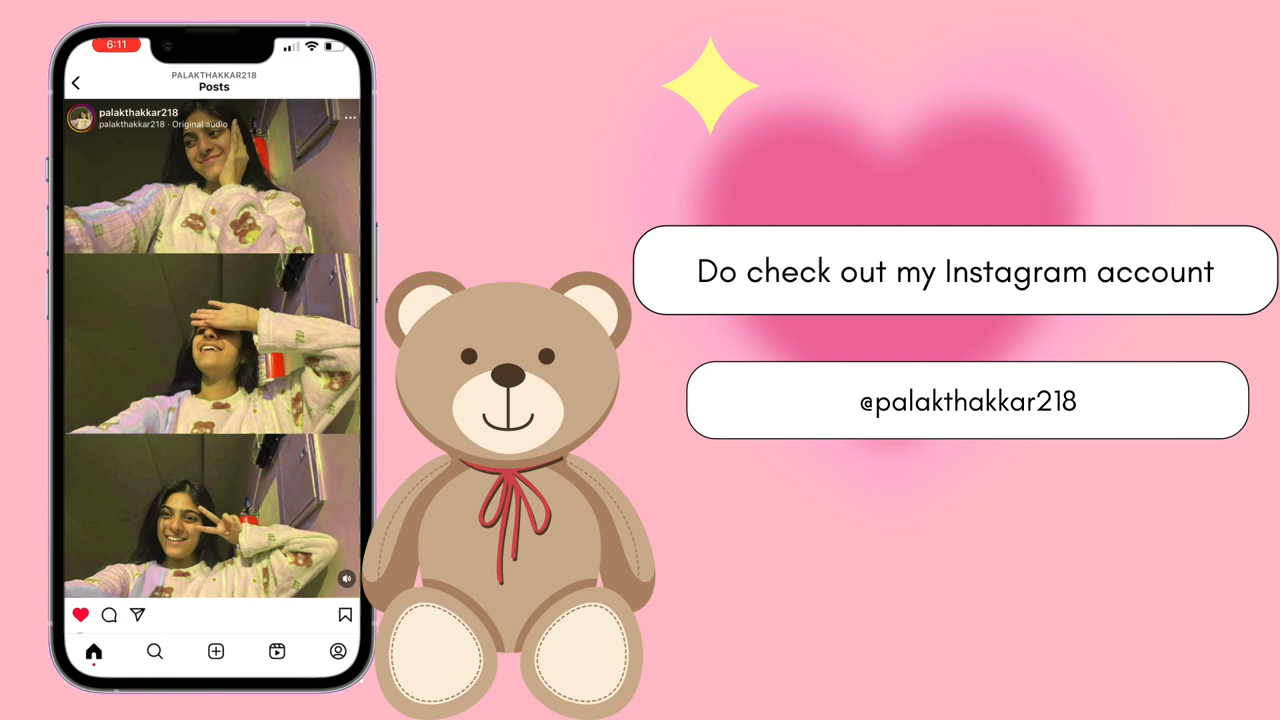 6:11
PALAKTHAKKAR218
Posts
palakthakkar218
palakthakkar218 · Original audio
Do check out my Instagram account
@palakthakkar218